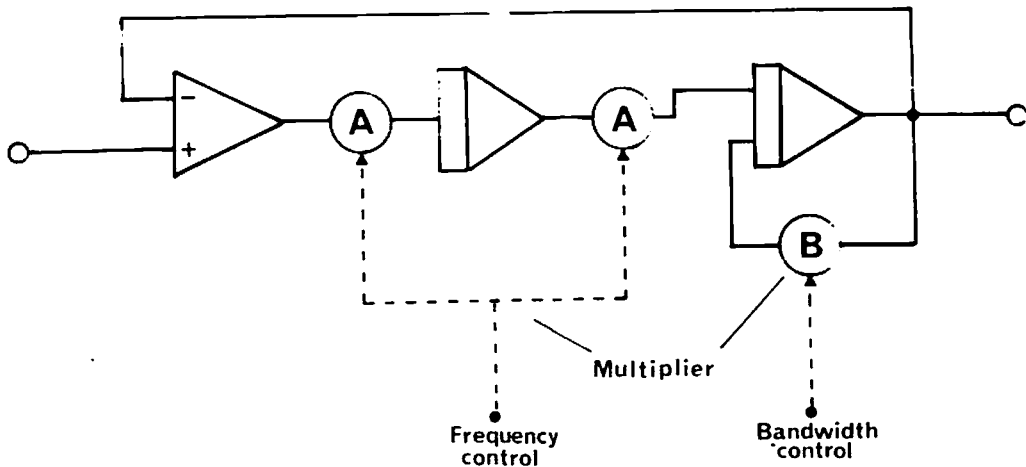 −
+
A
A
B
Multiplier
Frequency
control
Bandwidth
control